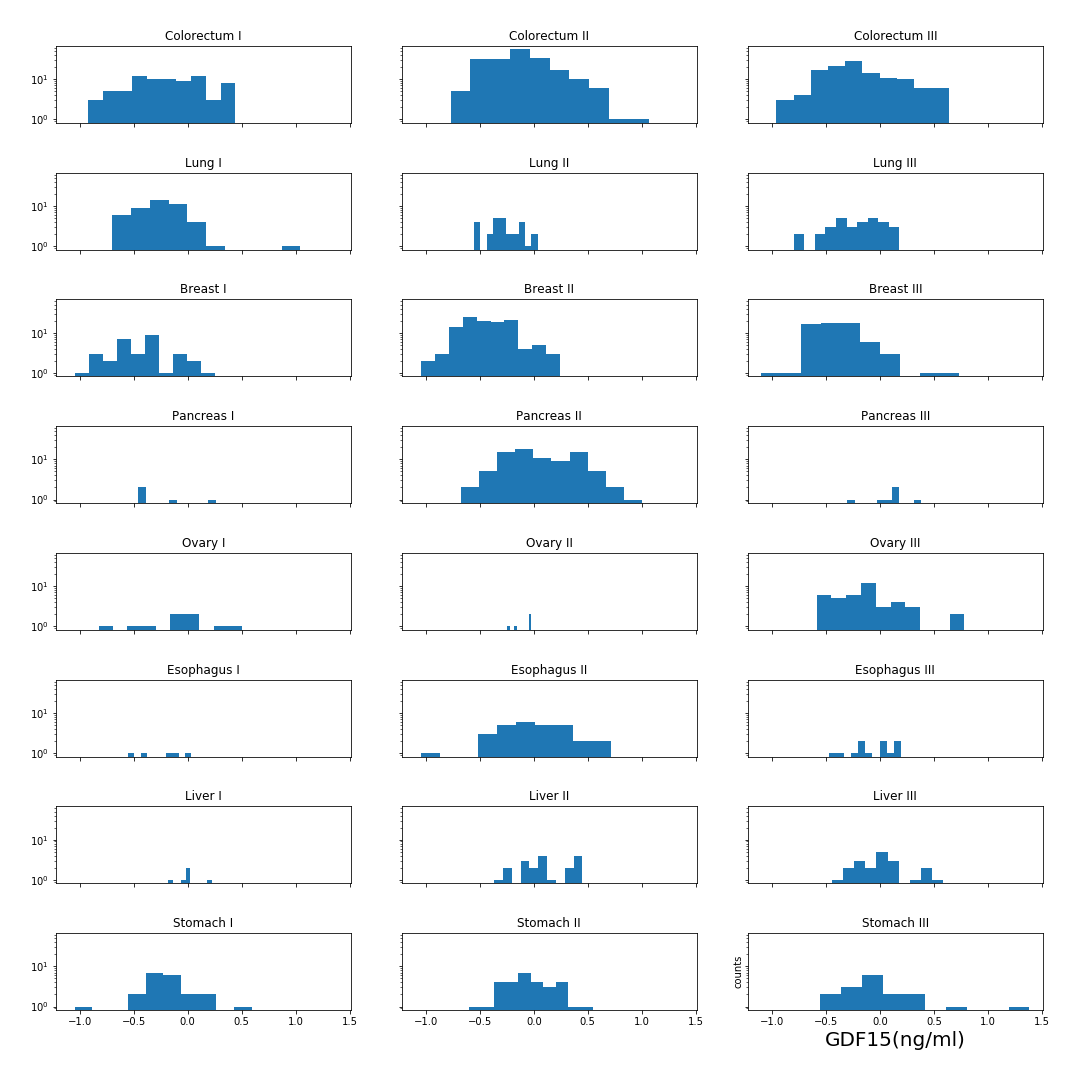 Colorectum I Colorectum II Colorectum III
10¹
10⁰
Lung I Lung II Lung III
10¹
10⁰
Breast I Breast II Breast III
10¹
10⁰
Pancreas I Pancreas II Pancreas III
10¹
10⁰
Ovary I Ovary II Ovary III
10¹
10⁰
Esophagus I Esophagus II Esophagus III
10¹
10⁰
Liver I Liver II Liver III
10¹
10⁰
Stomach I Stomach II Stomach III
10¹
10⁰
counts
−1.0 −0.5 0.0 0.5 1.0 1.5 −1.0 −0.5 0.0 0.5 1.0 1.5 −1.0 −0.5 0.0 0.5 1.0 1.5
GDF15(ng/ml)